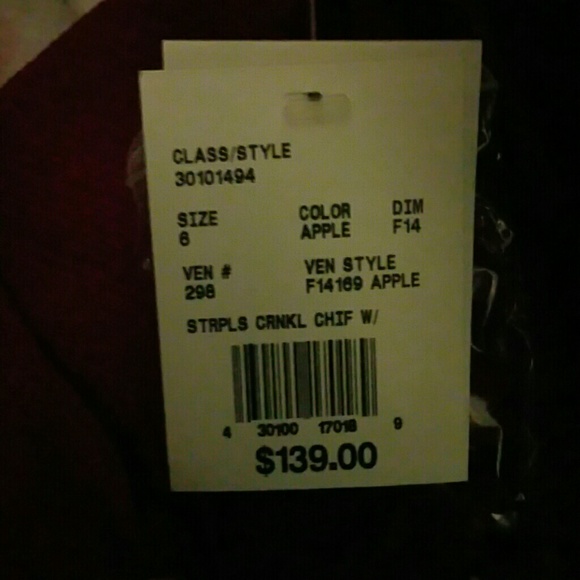 CLASS/STYLE
30101494
SIZE COLOR DIM
6 APPLE F14
VEN # VEN STYLE
298 F14169 APPLE
STRPLS CRNKL CHIF W/
4 30100 17018 9
$139.00